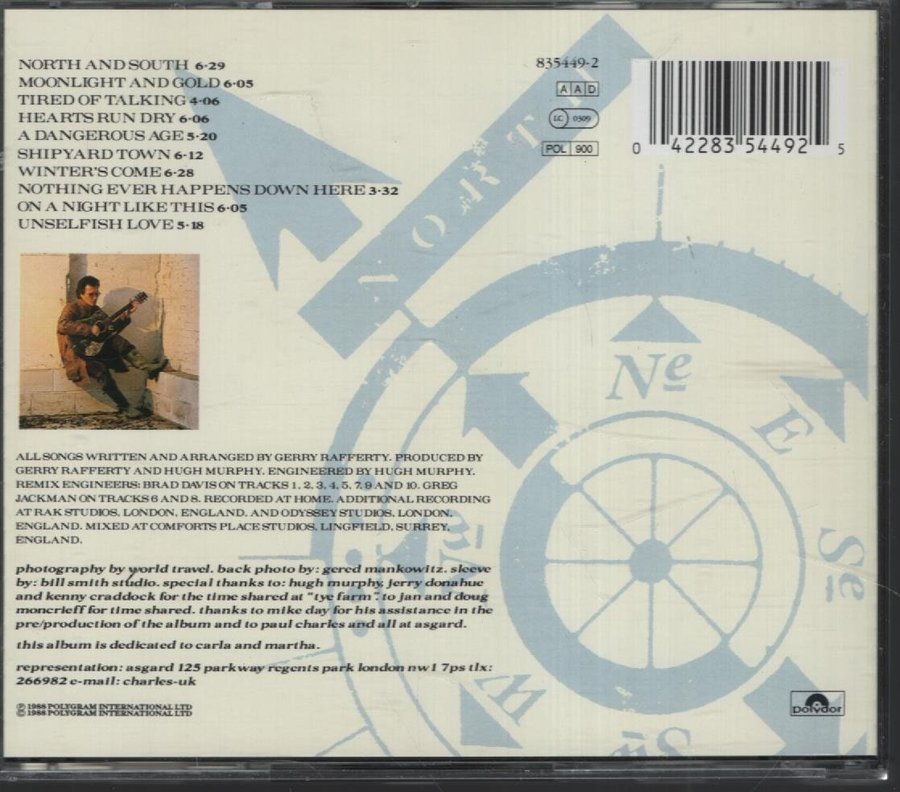 NORTH AND SOUTH 6·29
MOONLIGHT AND GOLD 6·05
TIRED OF TALKING 4·06
HEARTS RUN DRY 6·06
A DANGEROUS AGE 5·20
SHIPYARD TOWN 6·12
WINTER'S COME 6·28
NOTHING EVER HAPPENS DOWN HERE 3·32
ON A NIGHT LIKE THIS 6·05
UNSELFISH LOVE 5·18
835449-2
AAD
LC 0309
POL 900
0 42283 54492 5
NORTH
Ne
E
Se
W
ALL SONGS WRITTEN AND ARRANGED BY GERRY RAFFERTY. PRODUCED BY
GERRY RAFFERTY AND HUGH MURPHY. ENGINEERED BY HUGH MURPHY.
REMIX ENGINEERS: BRAD DAVIS ON TRACKS 1, 2, 3, 4, 5, 7, 9 AND 10. GREG
JACKMAN ON TRACKS 6 AND 8. RECORDED AT HOME. ADDITIONAL RECORDING
AT RAK STUDIOS, LONDON, ENGLAND. AND ODYSSEY STUDIOS, LONDON,
ENGLAND. MIXED AT COMFORTS PLACE STUDIOS, LINGFIELD, SURREY,
ENGLAND.
photography by world travel. back photo by: gered mankowitz. sleeve
by: bill smith studio. special thanks to: hugh murphy, jerry donahue
and kenny craddock for the time shared at "tye farm". to jan and doug
moncrieff for time shared. thanks to mike day for his assistance in the
pre/production of the album and to paul charles and all at asgard.
this album is dedicated to carla and martha.
representation: asgard 125 parkway regents park london nw1 7ps tlx:
266982 e-mail: charles-uk
℗ 1988 POLYGRAM INTERNATIONAL LTD
© 1988 POLYGRAM INTERNATIONAL LTD
polydor